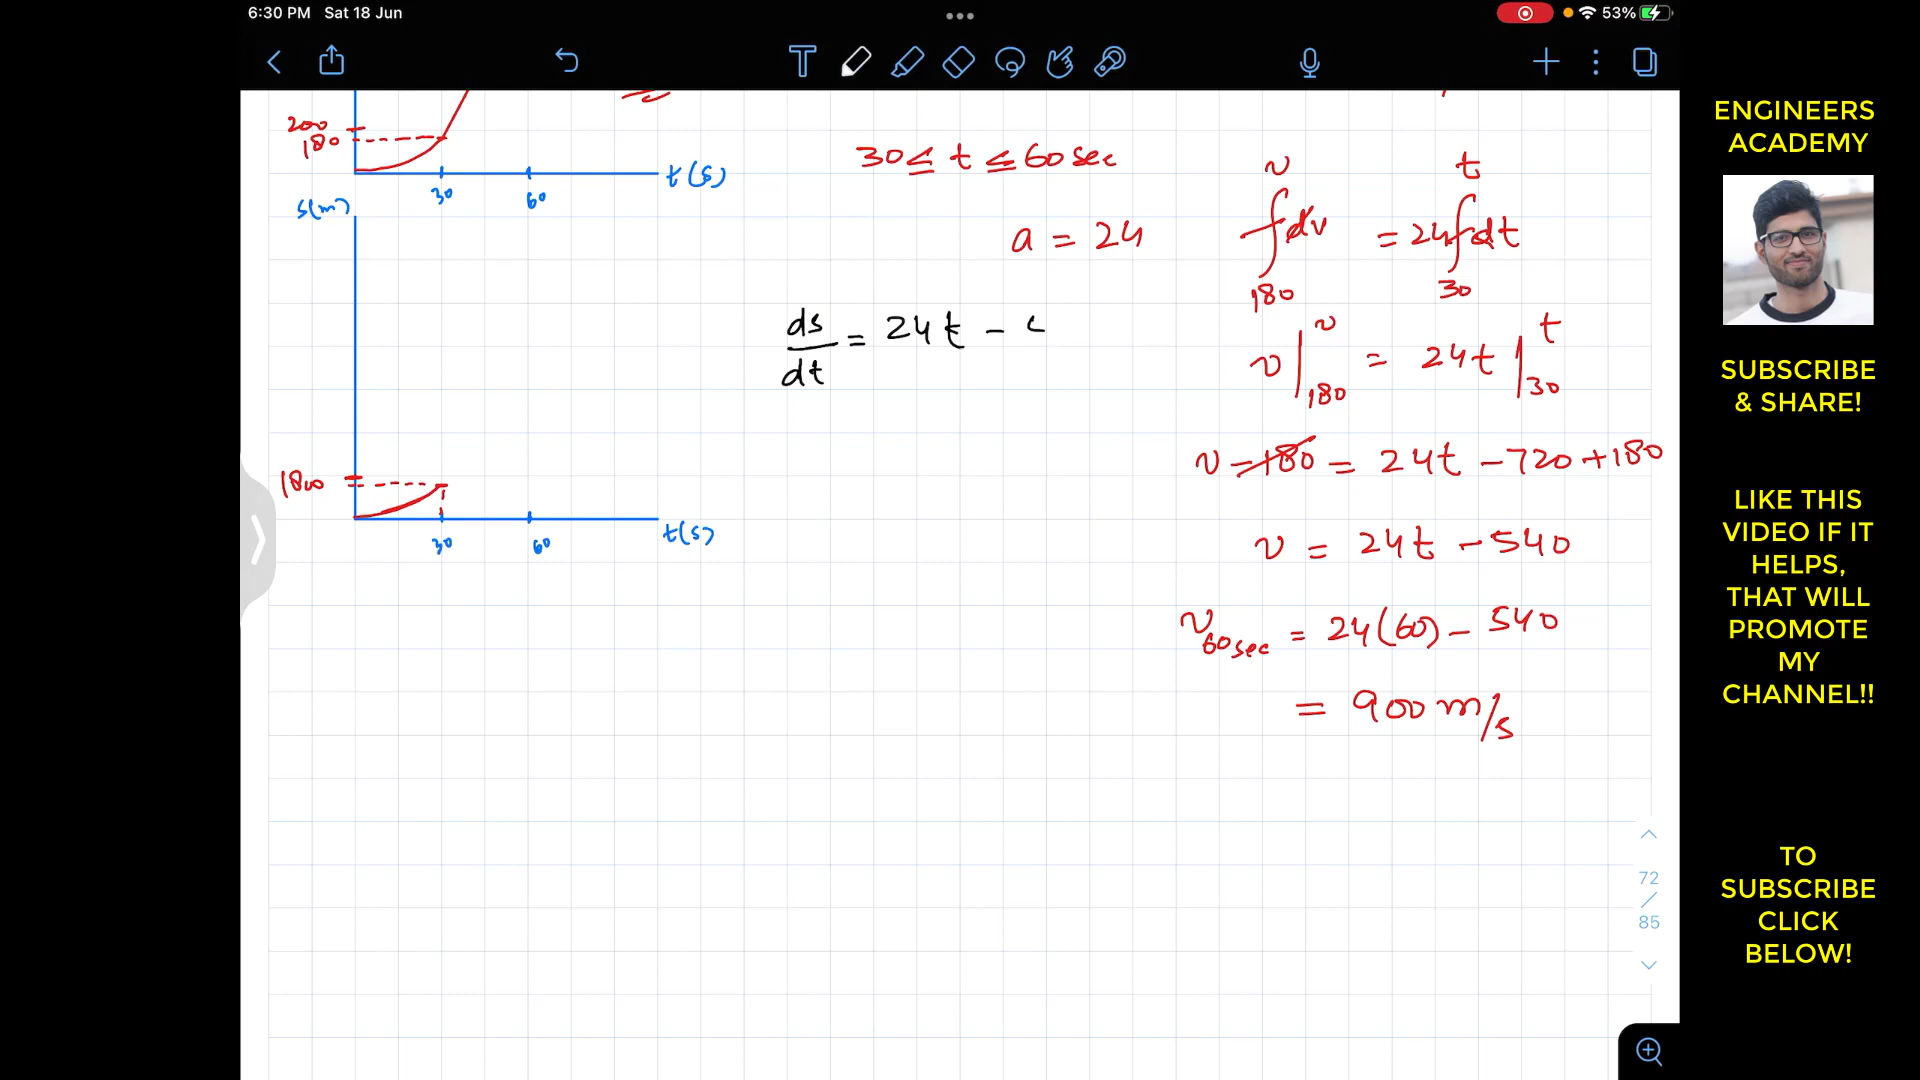 6:30 PM Sat 18 Jun
53%
200
180
t(s)
30
60
s(m)
1800
30
60
t(s)
30 ≤ t ≤ 60 sec
a = 24
ds/dt = 24t -
∫dv = 24∫dt
v
180
t
30
v|
v
180
= 24t|
t
30
v - 180 = 24t - 720 + 180
v = 24t - 540
v60sec = 24(60) - 540
= 900 m/s
72
/
85
ENGINEERS
ACADEMY
SUBSCRIBE
& SHARE!
LIKE THIS
VIDEO IF IT
HELPS,
THAT WILL
PROMOTE
MY
CHANNEL!!
TO
SUBSCRIBE
CLICK
BELOW!